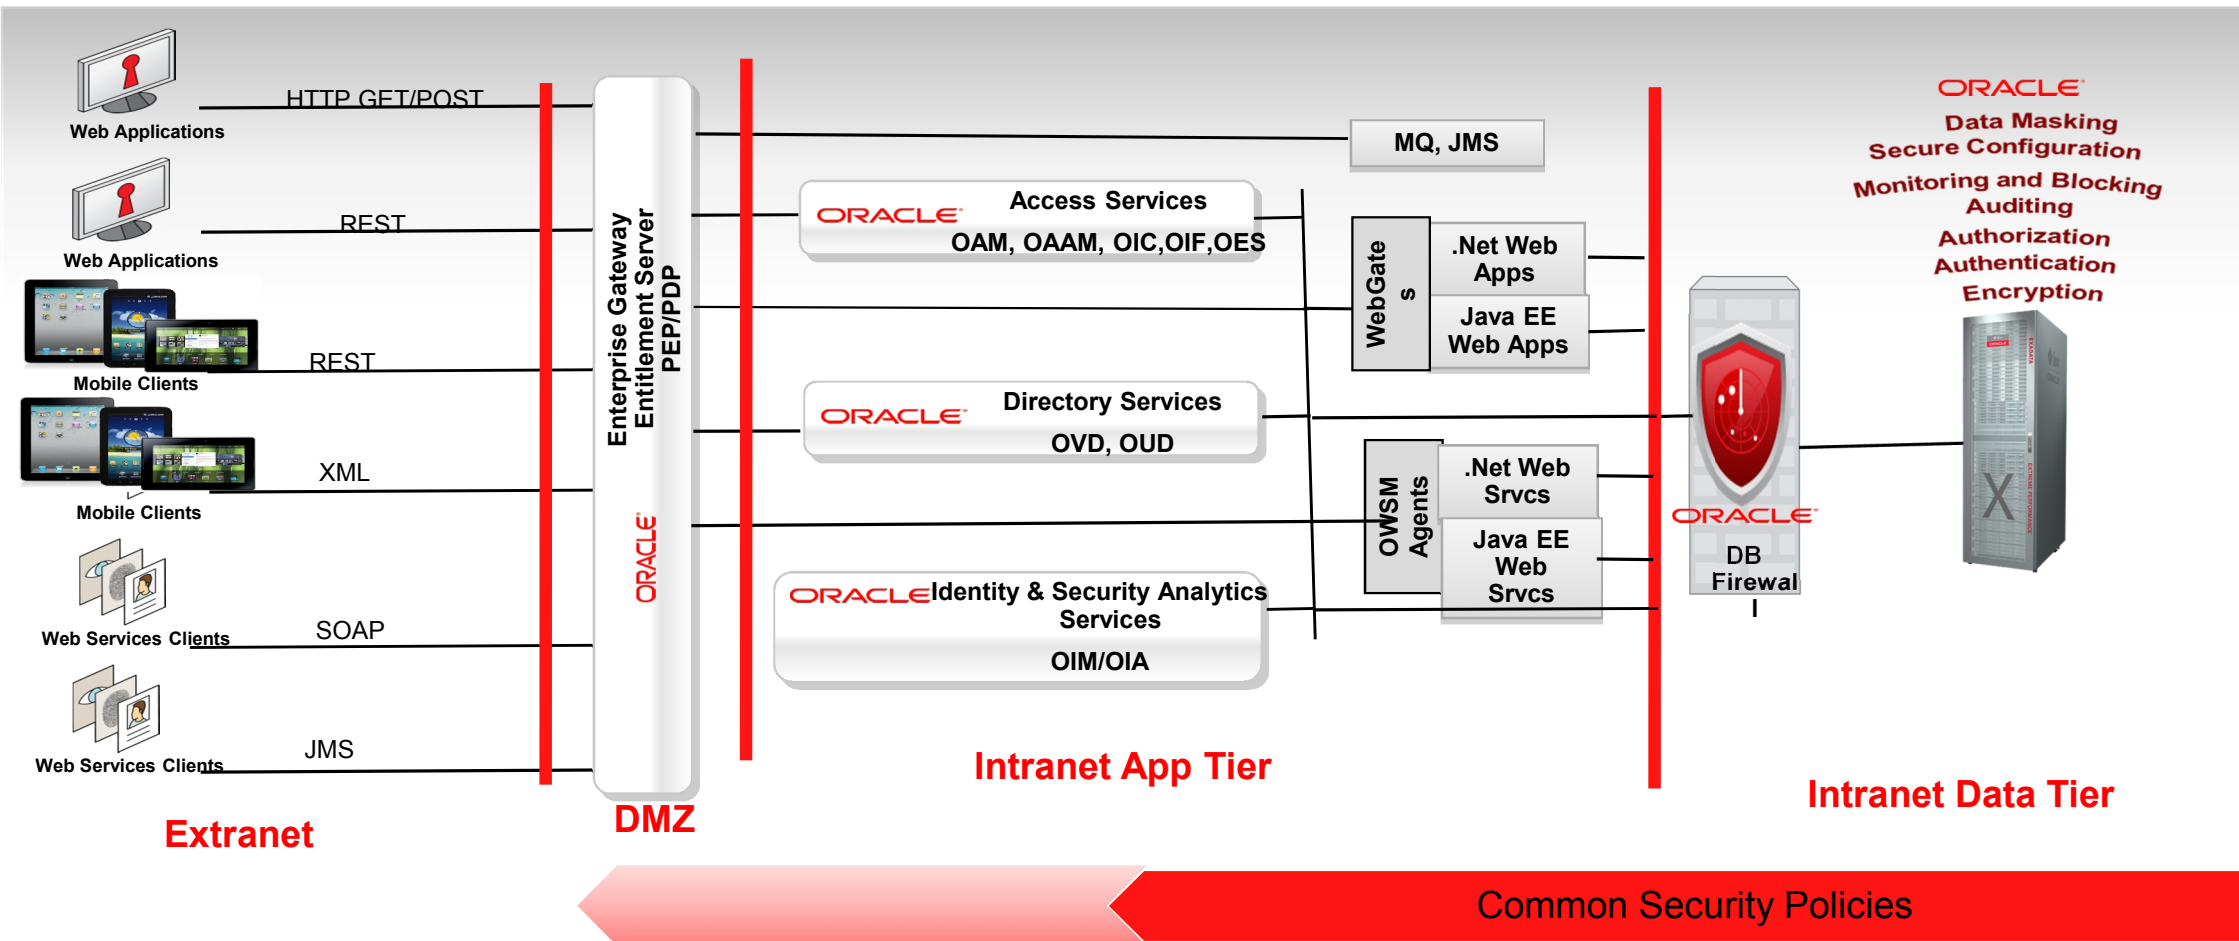 HTTP GET/POST
Web Applications
REST
Web Applications
REST
Mobile Clients
XML
Mobile Clients
SOAP
Web Services Clients
JMS
Web Services Clients
Extranet
Enterprise Gateway
Entitlement Server
PEP/PDP
ORACLE
DMZ
MQ, JMS
ORACLE
Access Services
OAM, OAAM, OIC,OIF,OES
WebGate
s
.Net Web
Apps
Java EE
Web Apps
ORACLE
Directory Services
OVD, OUD
OWSM
Agents
.Net Web
Srvcs
Java EE
Web
Srvcs
ORACLE
Identity & Security Analytics
Services
OIM/OIA
Intranet App Tier
ORACLE
DB
Firewal
l
ORACLE
Data Masking
Secure Configuration
Monitoring and Blocking
Auditing
Authorization
Authentication
Encryption
ORACLE
EXADATA
X
EXTREME PERFORMANCE
Intranet Data Tier
Common Security Policies